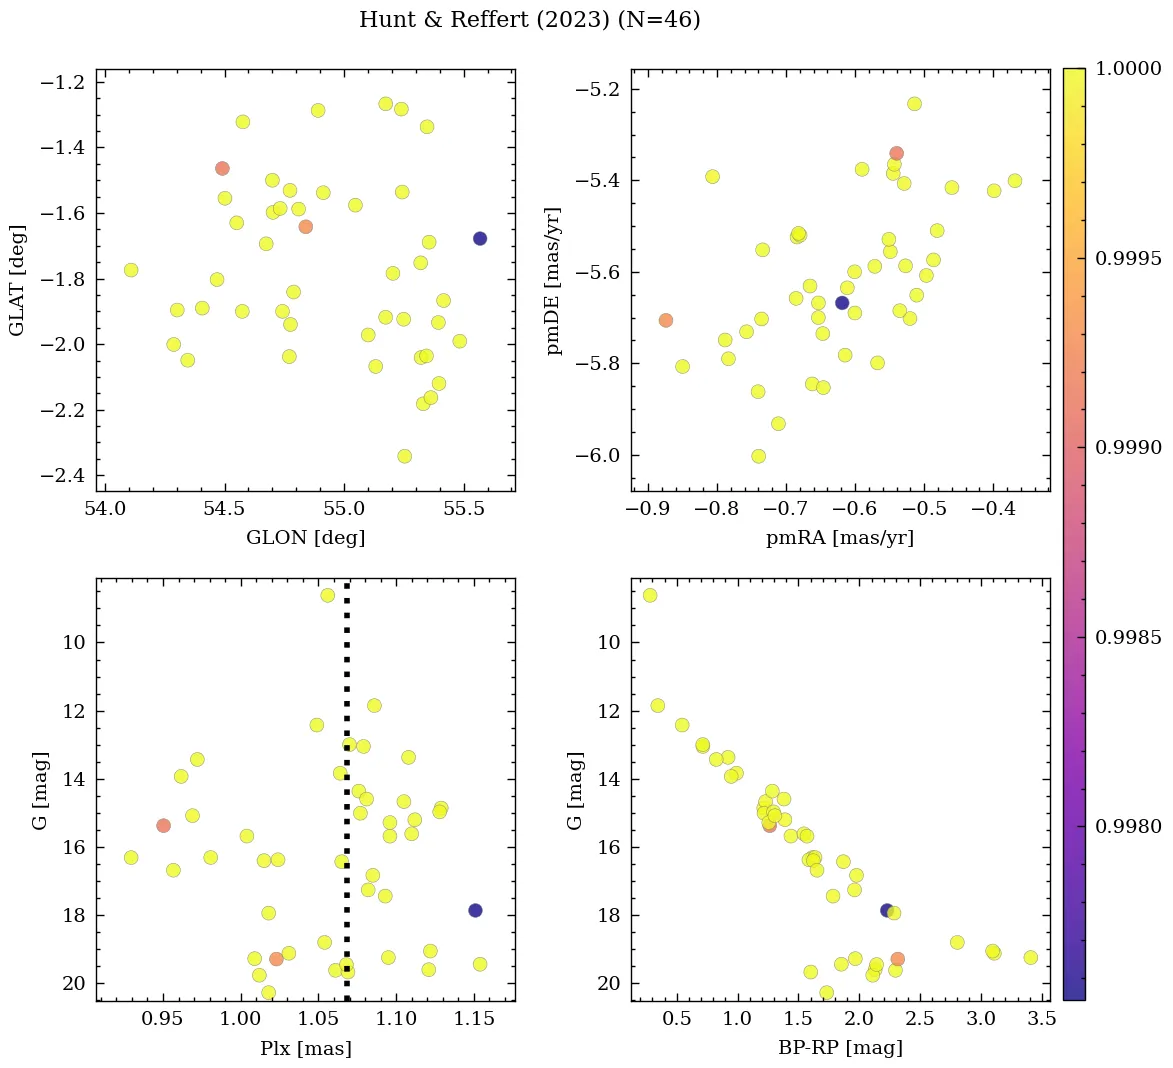 Hunt & Reffert (2023) (N=46)
−1.2
−1.4
−1.6
−1.8
−2.0
−2.2
−2.4
GLAT [deg]
54.0 54.5 55.0 55.5
GLON [deg]
−5.2
−5.4
−5.6
−5.8
−6.0
pmDE [mas/yr]
−0.9 −0.8 −0.7 −0.6 −0.5 −0.4
pmRA [mas/yr]
1.0000
0.9995
0.9990
0.9985
0.9980
10
12
14
16
18
20
G [mag]
0.95 1.00 1.05 1.10 1.15
Plx [mas]
10
12
14
16
18
20
G [mag]
0.5 1.0 1.5 2.0 2.5 3.0 3.5
BP-RP [mag]